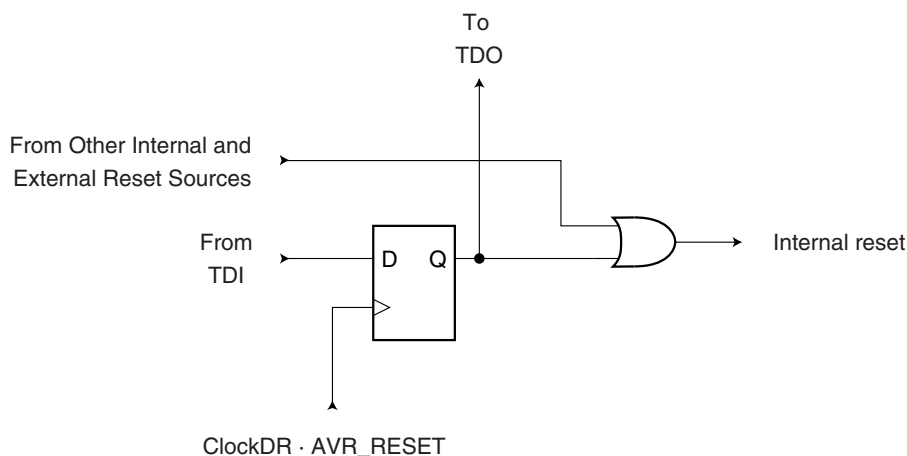 To
TDO
From Other Internal and
External Reset Sources
From
TDI
D Q
Internal reset
ClockDR · AVR_RESET